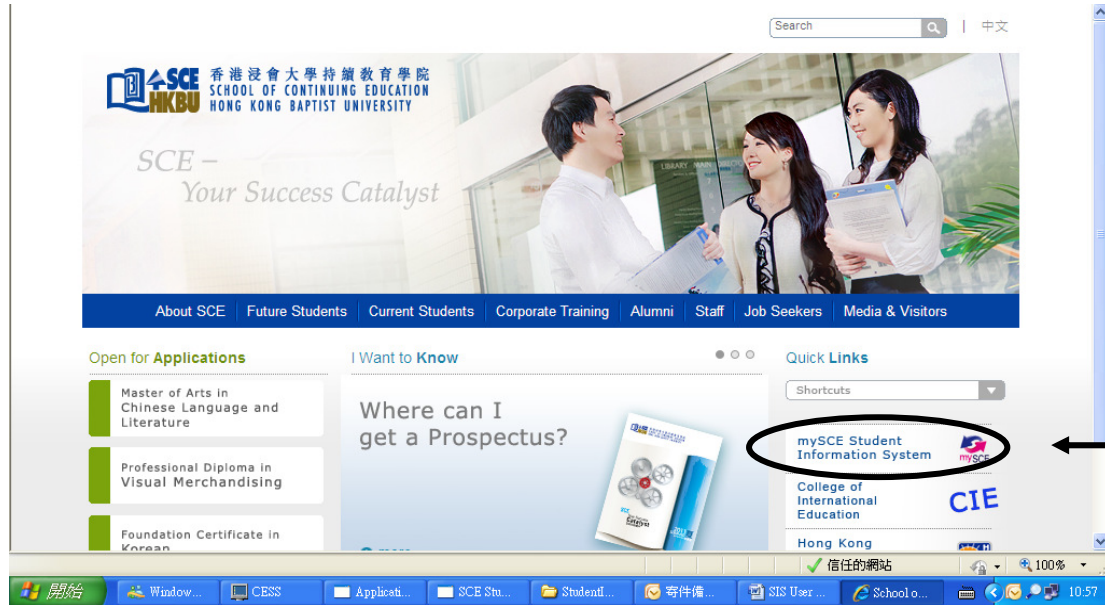 Search
中文
SCE
HKBU
香港浸會大學持續教育學院
SCHOOL OF CONTINUING EDUCATION
HONG KONG BAPTIST UNIVERSITY
SCE –
Your Success Catalyst
LIBRARY MAIN
About SCE
Future Students
Current Students
Corporate Training
Alumni
Staff
Job Seekers
Media & Visitors
Open for Applications
Master of Arts in
Chinese Language and
Literature
Professional Diploma in
Visual Merchandising
Foundation Certificate in
Korean
I Want to Know
Where can I
get a Prospectus?
Catalyst
2013
Quick Links
Shortcuts
mySCE Student
Information System
mySCE
College of
International
Education
CIE
Hong Kong
信任的網站
100%
開始
Window...
CESS
Applicati...
SCE Stu...
StudentI...
寄件備...
SIS User ...
School o...
10:57